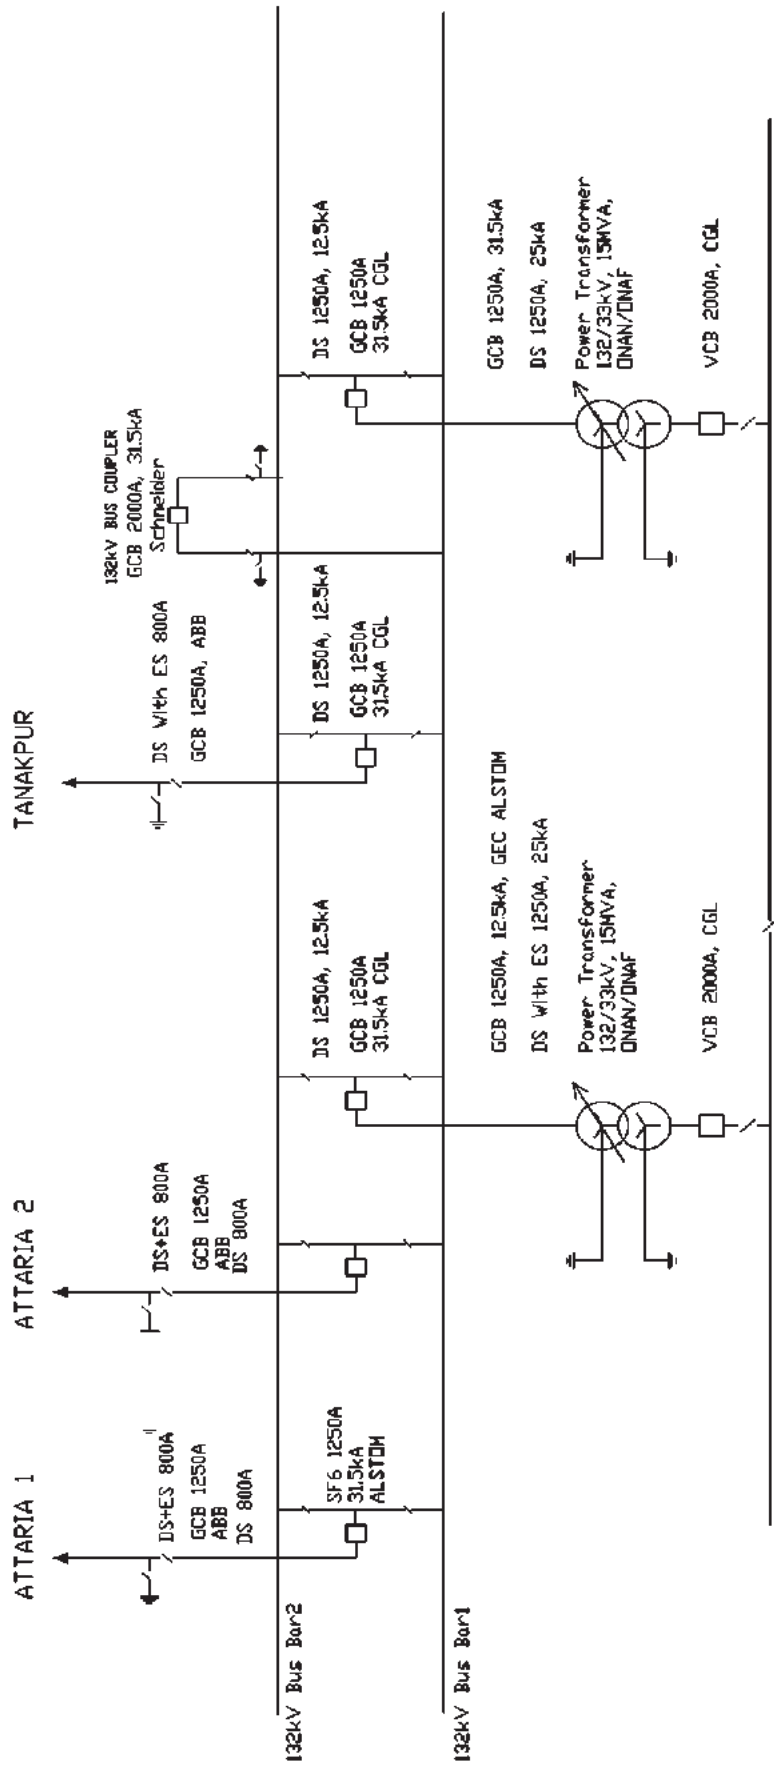 ATTARIA 1
ATTARIA 2
TANAKPUR
DS+ES 800A
GCB 1250A
ABB
DS 800A
DS+ES 800A
GCB 1250A
ABB
DS 800A
DS With ES 800A
GCB 1250A, ABB
132kV BUS COUPLER
GCB 2000A, 31.5kA
Schneider
132kV Bus Bar2
SF6 1250A
31.5kA
ALSTOM
DS 1250A, 12.5kA
GCB 1250A
31.5kA CGL
DS 1250A, 12.5kA
GCB 1250A
31.5kA CGL
DS 1250A, 12.5kA
GCB 1250A
31.5kA CGL
132kV Bus Bar1
GCB 1250A, 12.5kA, GEC ALSTOM
DS With ES 1250A, 25kA
Power Transformer
132/33kV, 15MVA,
ONAN/ONAF
VCB 2000A, CGL
GCB 1250A, 31.5kA
DS 1250A, 25kA
Power Transformer
132/33kV, 15MVA,
ONAN/ONAF
VCB 2000A, CGL